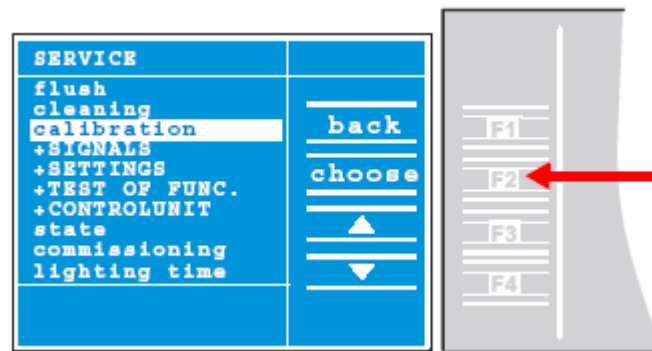 SERVICE
flush
cleaning
calibration
+SIGNALS
+SETTINGS
+TEST OF FUNC.
+CONTROLUNIT
state
commissioning
lighting time
back
choose
F1
F2
F3
F4